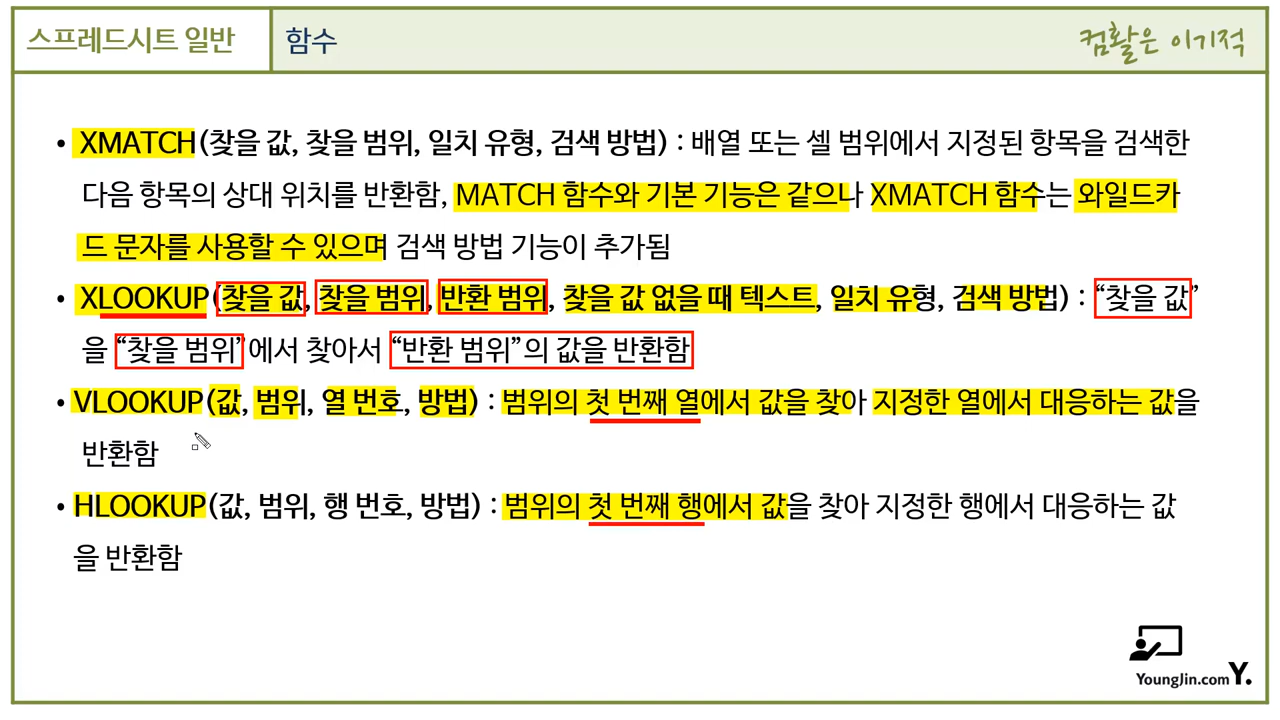 스프레드시트 일반
함수
컴활은 이기적
• XMATCH(찾을 값, 찾을 범위, 일치 유형, 검색 방법) : 배열 또는 셀 범위에서 지정된 항목을 검색한
다음 항목의 상대 위치를 반환함, MATCH 함수와 기본 기능은 같으나 XMATCH 함수는 와일드카
드 문자를 사용할 수 있으며 검색 방법 기능이 추가됨
• XLOOKUP(찾을 값, 찾을 범위, 반환 범위, 찾을 값 없을 때 텍스트, 일치 유형, 검색 방법) : “찾을 값”
을 “찾을 범위”에서 찾아서 “반환 범위”의 값을 반환함
• VLOOKUP(값, 범위, 열 번호, 방법) : 범위의 첫 번째 열에서 값을 찾아 지정한 열에서 대응하는 값을
반환함
• HLOOKUP(값, 범위, 행 번호, 방법) : 범위의 첫 번째 행에서 값을 찾아 지정한 행에서 대응하는 값
을 반환함
YoungJin.com Y.